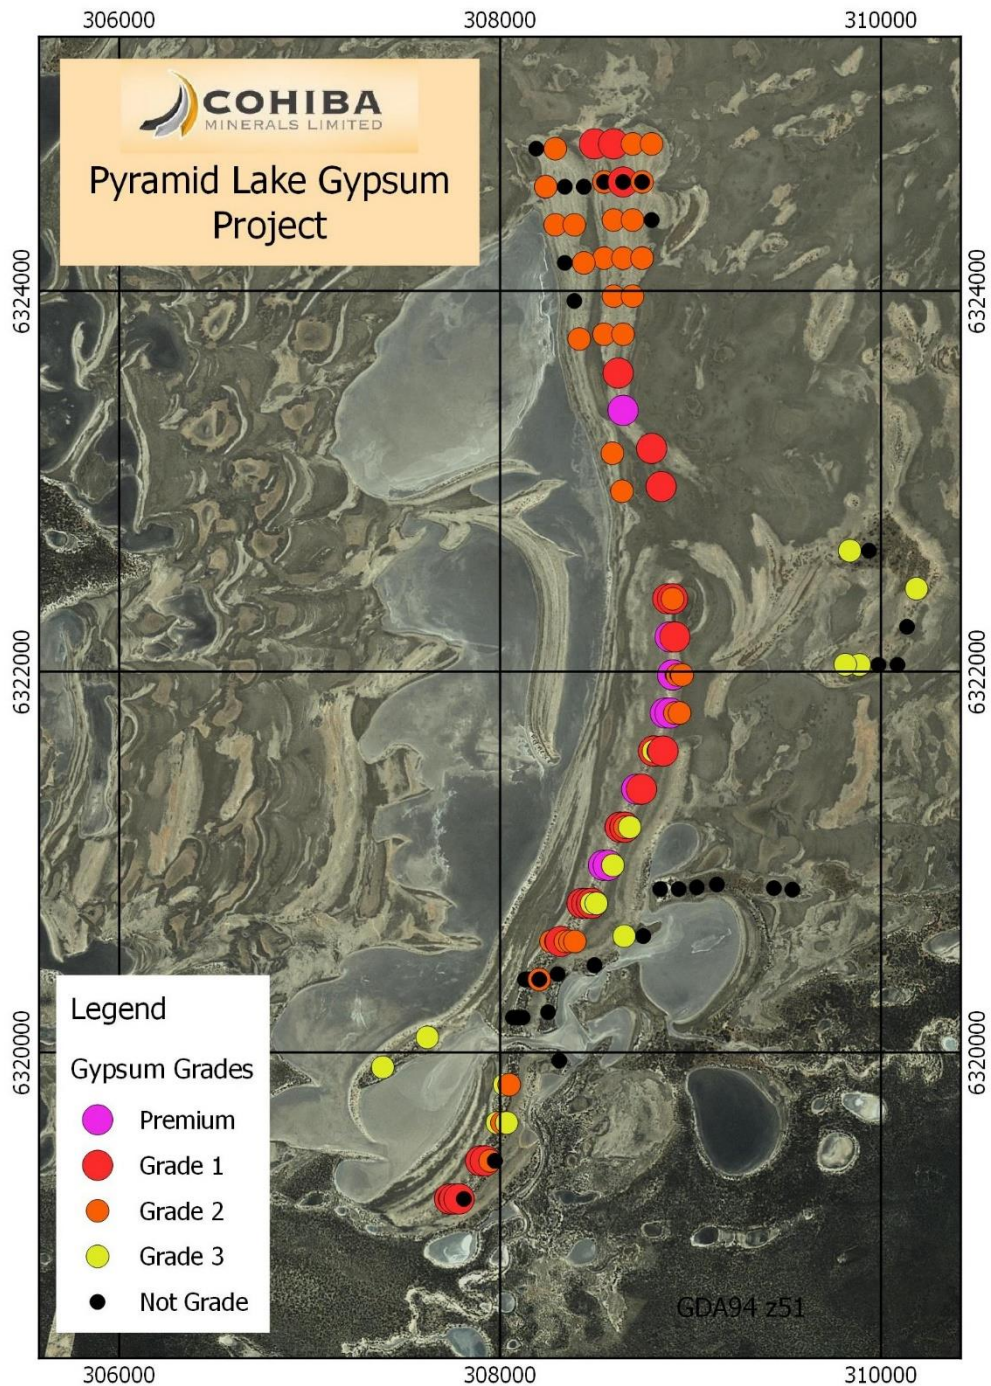 306000
308000
310000
COHIBA
MINERALS LIMITED
Pyramid Lake Gypsum
Project
6324000
6324000
6322000
6322000
6320000
6320000
Legend
Gypsum Grades
Premium
Grade 1
Grade 2
Grade 3
Not Grade
GDA94 z51
306000
308000
310000